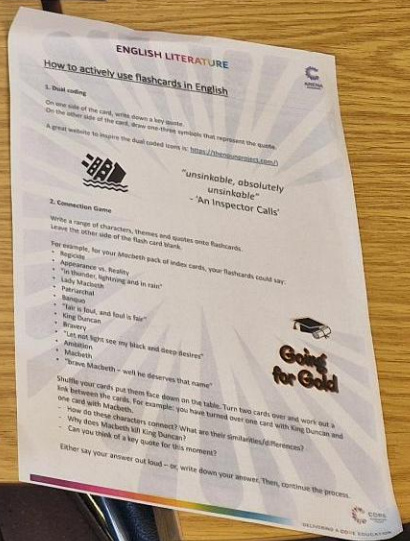 ENGLISH LITERATURE
How to actively use flashcards in English
1. Dual coding
On one side of the card, write down a key quote.
On the other side of the card, draw one-three symbols that represent the quote.
A great website to inspire the dual coded icons is: https://thenounproject.com/)
"unsinkable, absolutely
unsinkable"
- 'An Inspector Calls'
2. Connection Game
Write a range of characters, themes and quotes onto flashcards.
Leave the other side of the flash card blank.
For example, for your Macbeth pack of index cards, your flashcards could say:
• Regicide
• Appearance vs. Reality
• "In thunder, lightning and in rain"
• Lady Macbeth
• Patriarchal
• Banquo
• "fair is foul, and foul is fair"
• King Duncan
• Bravery
• "Let not light see my black and deep desires"
• Ambition
• Macbeth
• "brave Macbeth – well he deserves that name"
Going
for Gold
Shuffle your cards put them face down on the table. Turn two cards over and work out a
link between the cards. For example: you have turned over one card with King Duncan and
one card with Macbeth.
- How do these characters connect? What are their similarities/differences?
- Why does Macbeth kill King Duncan?
- Can you think of a key quote for this moment?
Either say your answer out loud – or, write down your answer. Then, continue the process.
CORE